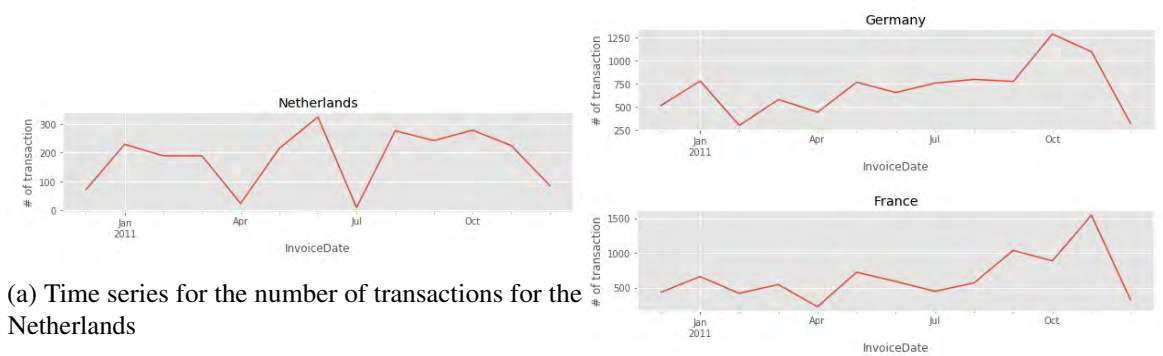 Netherlands
# of transaction
300
200
100
0
Jan
2011
Apr
Jul
Oct
InvoiceDate
(a) Time series for the number of transactions for the
Netherlands
Germany
# of transaction
1250
1000
750
500
250
Jan
2011
Apr
Jul
Oct
InvoiceDate
France
# of transaction
1500
1000
500
Jan
2011
Apr
Jul
Oct
InvoiceDate